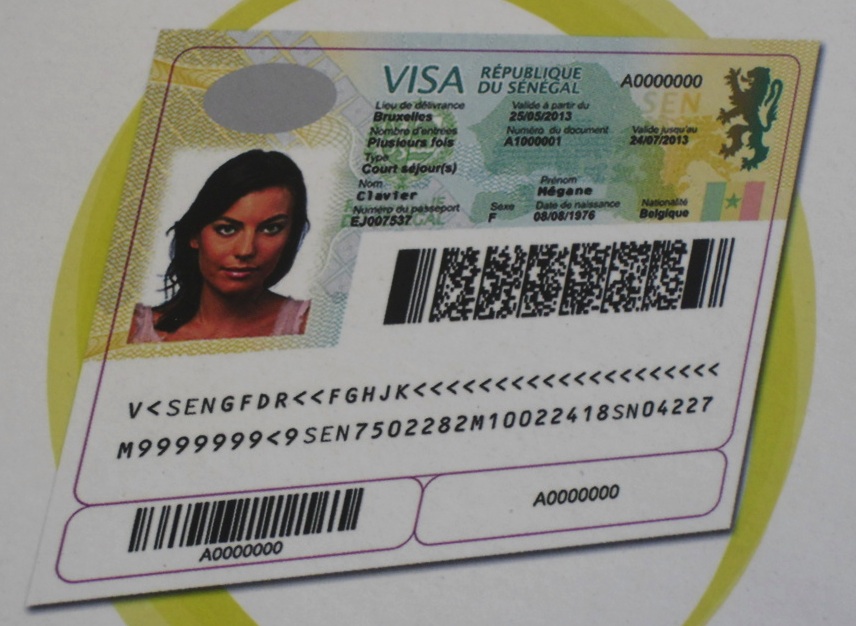 VISA RÉPUBLIQUE DU SÉNÉGAL A0000000
SEN
Lieu de délivrance Valide à partir du
Bruxelles 25/05/2013
Nombre d'entrées Numéro du document Valide jusqu'au
Plusieurs fois A1000001 24/07/2013
Type
Court séjour(s)
Nom Prénom
Clavier Mégane
Numéro du passeport Sexe Date de naissance Nationalité
EJ007537 F 08/08/1976 Belgique
V<SENGFDR<<FGHJK<<<<<<<<<<<<<<<<<<<<
M9999999<9SEN7502282M10022418SN04227
A0000000
A0000000